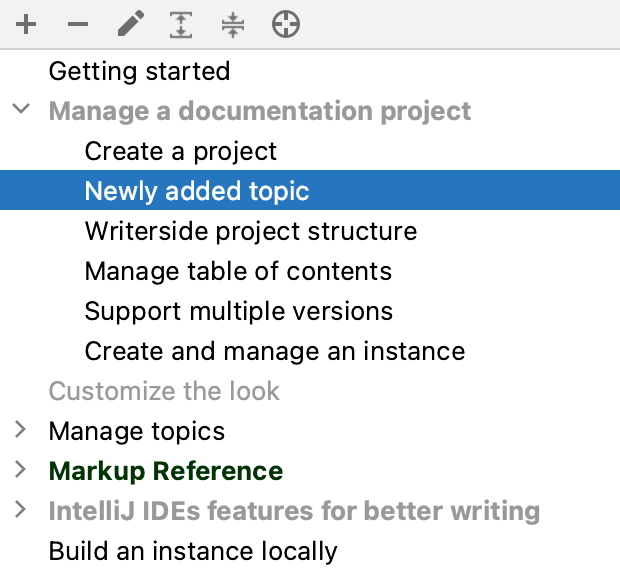 Getting started
Manage a documentation project
Create a project
Newly added topic
Writerside project structure
Manage table of contents
Support multiple versions
Create and manage an instance
Customize the look
Manage topics
Markup Reference
IntelliJ IDEs features for better writing
Build an instance locally